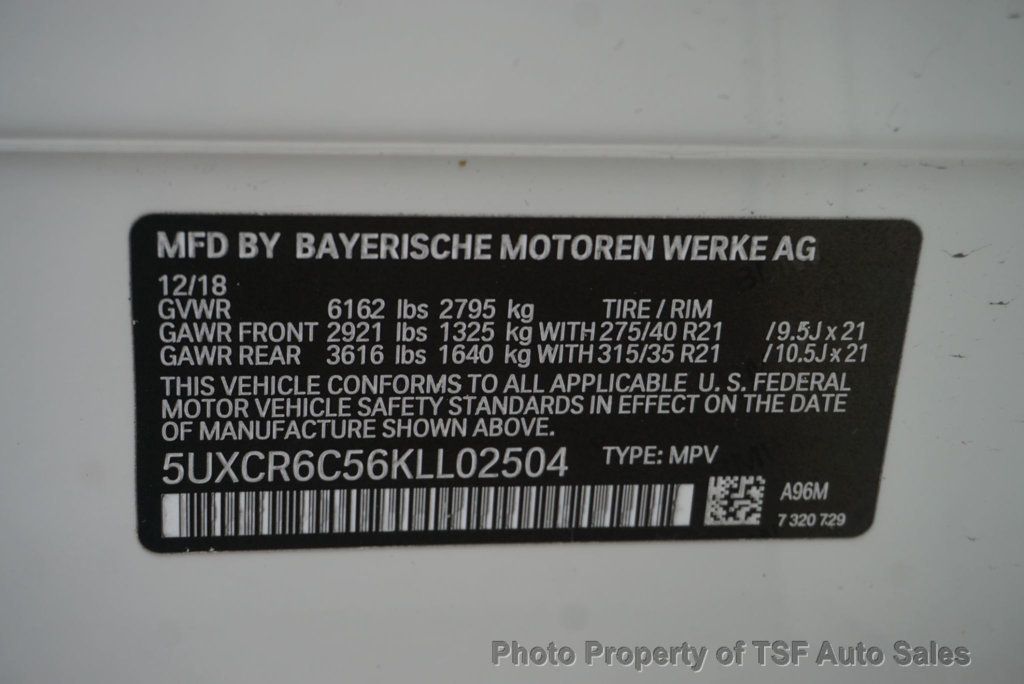 MFD BY BAYERISCHE MOTOREN WERKE AG
12/18
GVWR 6162 lbs 2795 kg TIRE / RIM
GAWR FRONT 2921 lbs 1325 kg WITH 275/40 R21 /9.5J x 21
GAWR REAR 3616 lbs 1640 kg WITH 315/35 R21 /10.5J x 21
THIS VEHICLE CONFORMS TO ALL APPLICABLE U. S. FEDERAL
MOTOR VEHICLE SAFETY STANDARDS IN EFFECT ON THE DATE
OF MANUFACTURE SHOWN ABOVE.
5UXCR6C56KLL02504 TYPE: MPV
A96M
7 320 729
Photo Property of TSF Auto Sales